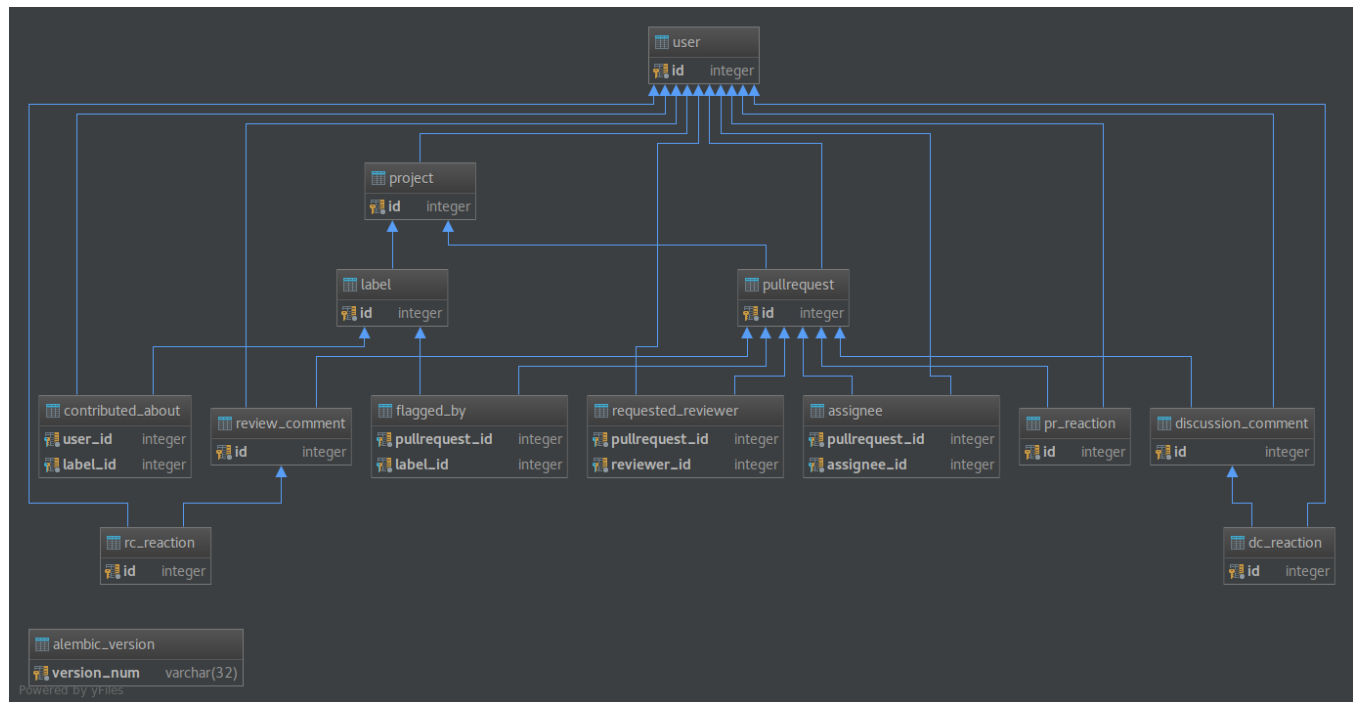 user
id integer
project
id integer
label
id integer
pullrequest
id integer
contributed_about
user_id integer
label_id integer
review_comment
id integer
flagged_by
pullrequest_id integer
label_id integer
requested_reviewer
pullrequest_id integer
reviewer_id integer
assignee
pullrequest_id integer
assignee_id integer
pr_reaction
id integer
discussion_comment
id integer
rc_reaction
id integer
dc_reaction
id integer
alembic_version
version_num varchar(32)
Powered by yFiles